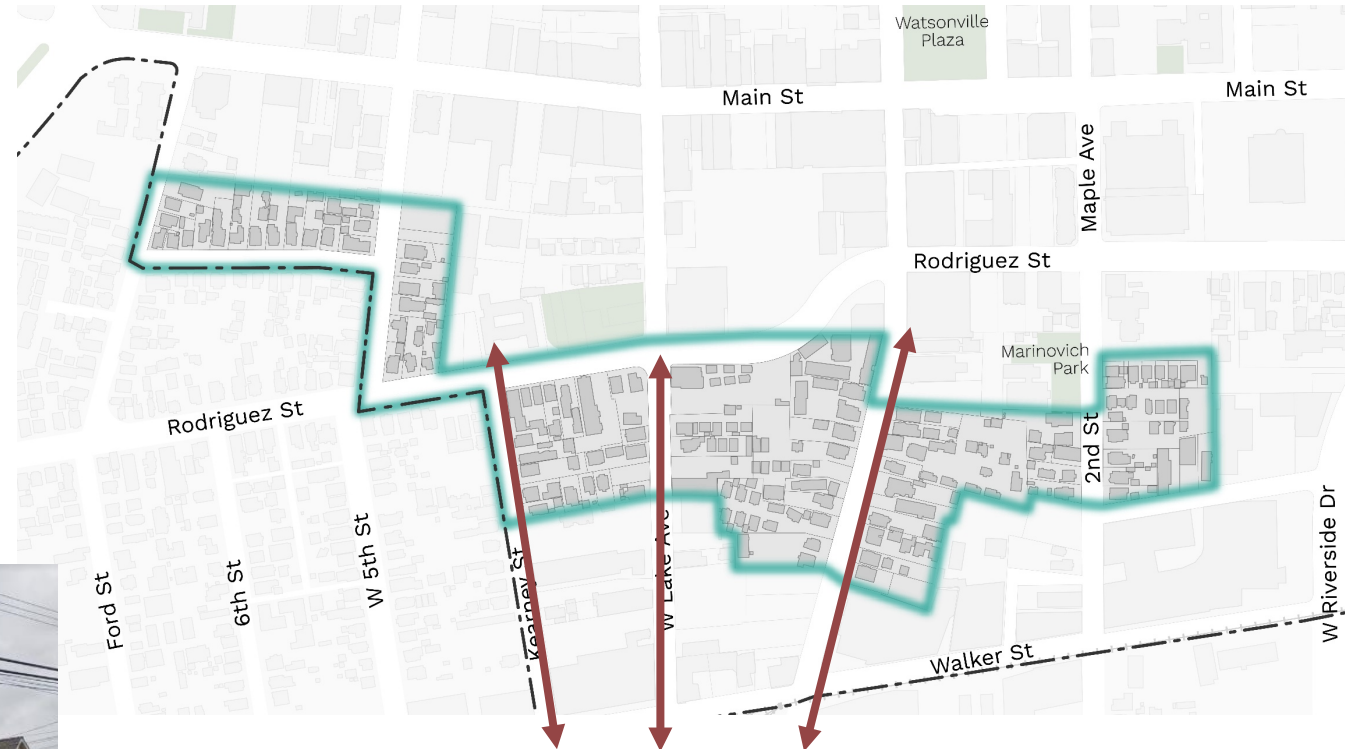 Watsonville
Plaza
Main St
Main St
Maple Ave
Rodriguez St
Marinovich
Park
Rodriguez St
2nd St
W Riverside Dr
W 5th St
Kearney St
W Lake Ave
6th St
Ford St
Walker St